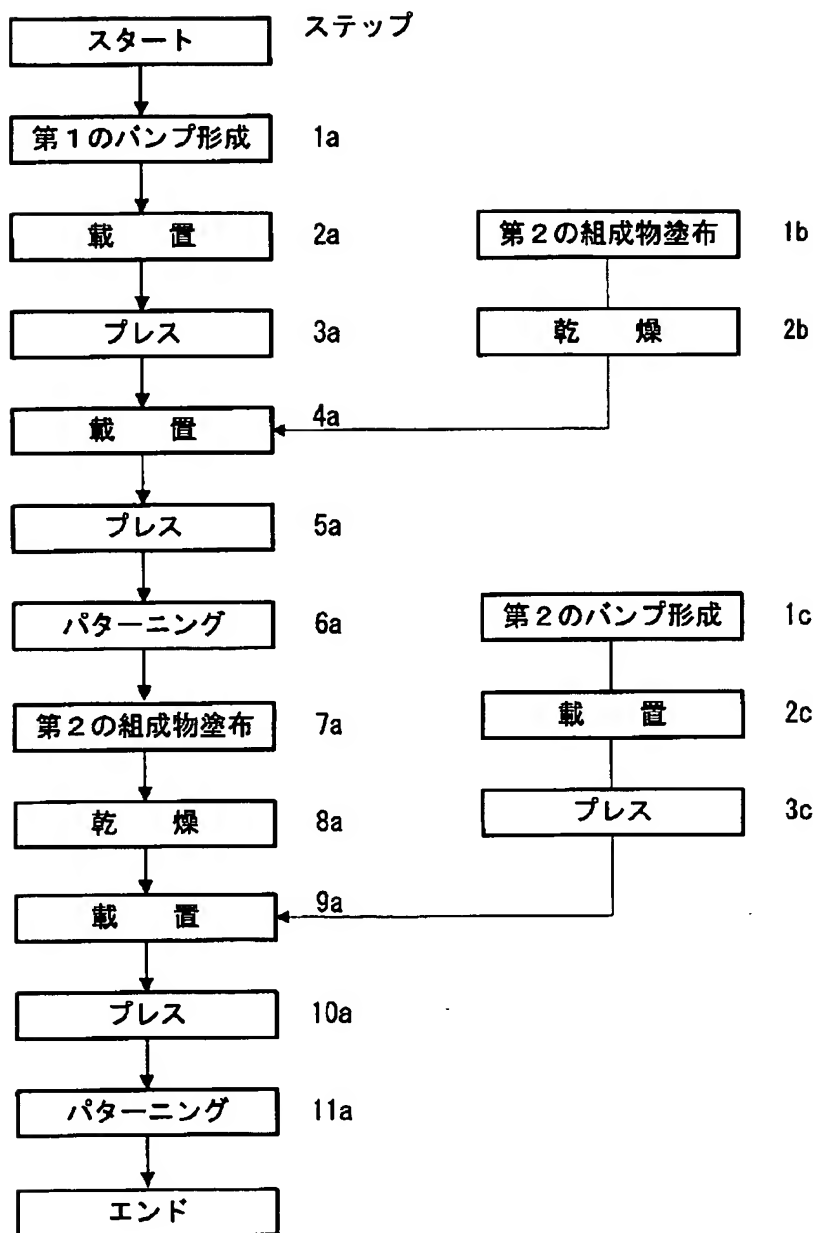 スタート
ステップ
第1のバンプ形成 1a
載 置 2a
第2の組成物塗布 1b
プレス 3a
乾 燥 2b
載 置 4a
プレス 5a
パターニング 6a
第2のバンプ形成 1c
第2の組成物塗布 7a
載 置 2c
乾 燥 8a
プレス 3c
載 置 9a
プレス 10a
パターニング 11a
エンド